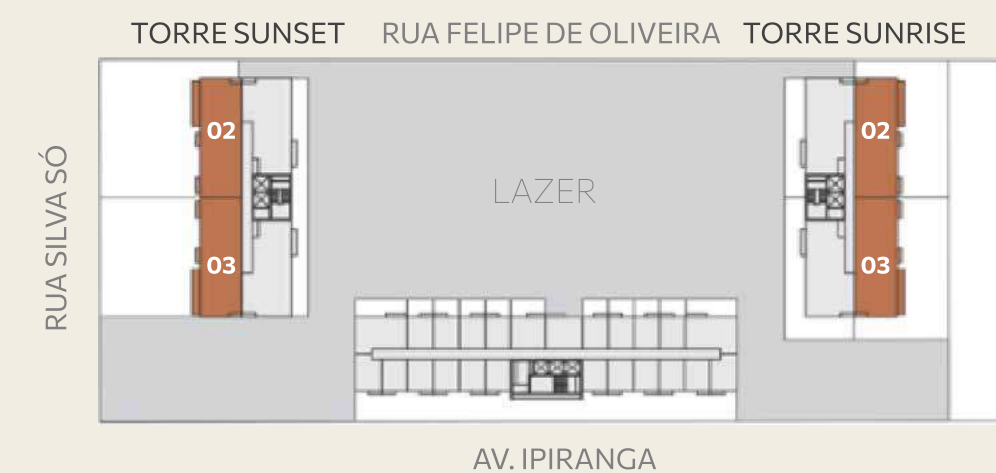 TORRE SUNSET
RUA FELIPE DE OLIVEIRA
TORRE SUNRISE
RUA SILVA SÓ
02
03
LAZER
02
03
AV. IPIRANGA